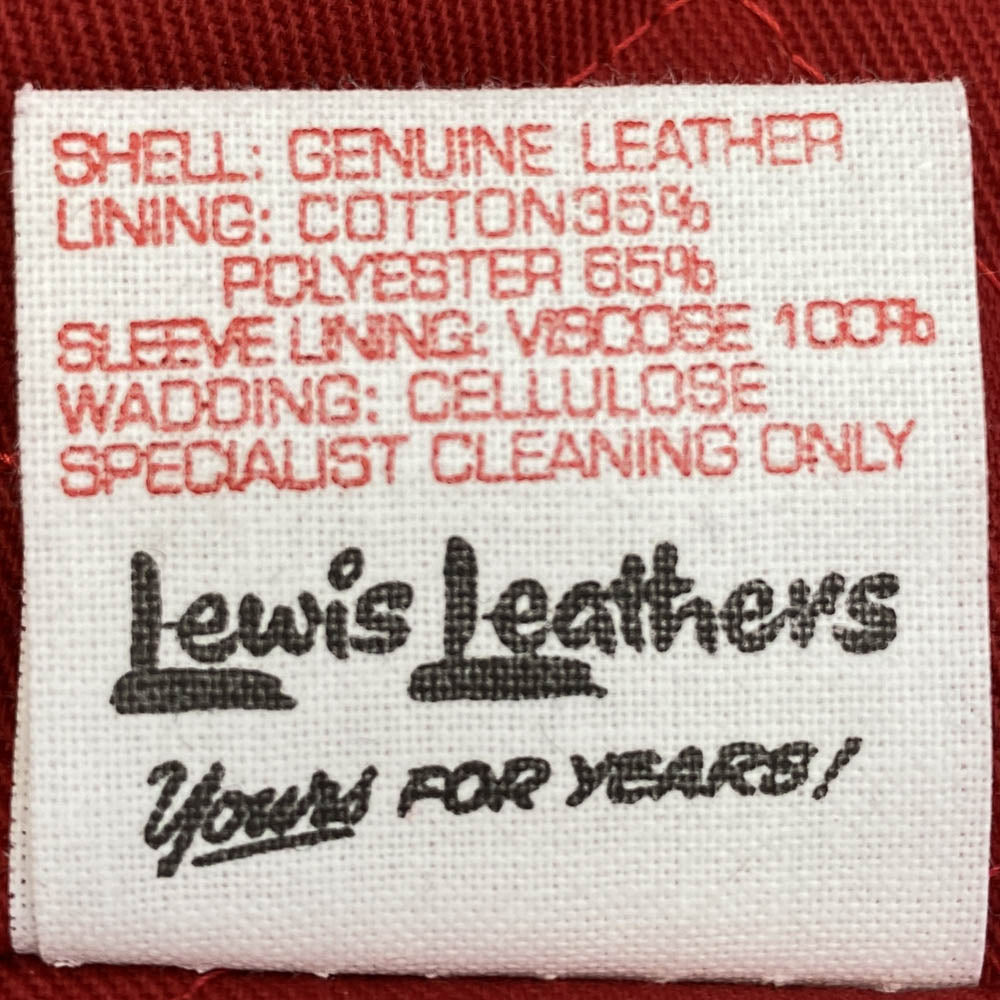 SHELL: GENUINE LEATHER
LINING: COTTON35%
POLYESTER 65%
SLEEVE LINING: VISCOSE 100%
WADDING: CELLULOSE
SPECIALIST CLEANING ONLY
Lewis Leathers
Yours FOR YEARS!